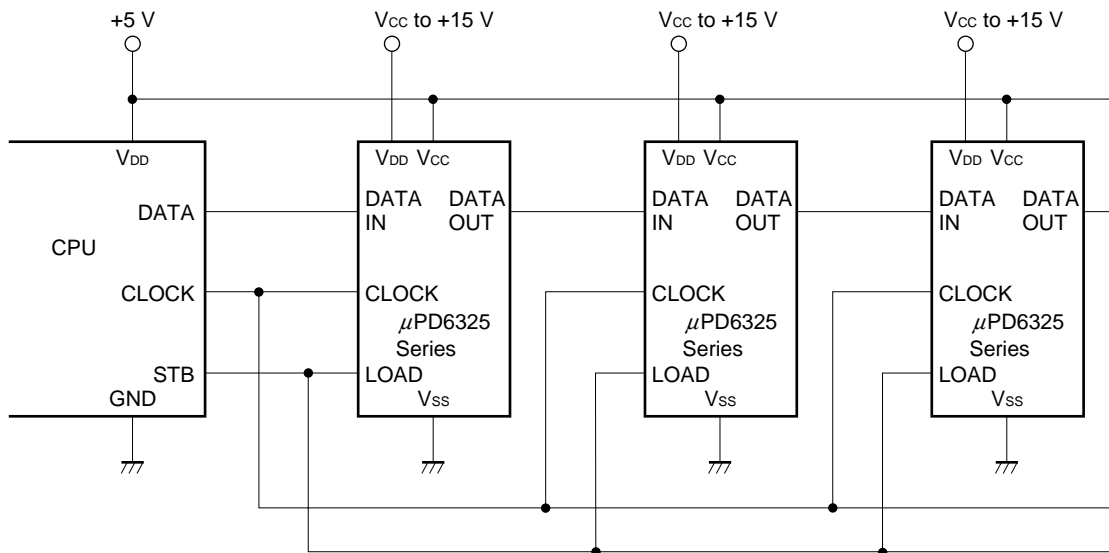 +5 V
VCC to +15 V
VCC to +15 V
VCC to +15 V
VDD
VDD VCC
VDD VCC
VDD VCC
DATA
DATA IN
DATA OUT
DATA IN
DATA OUT
DATA IN
DATA OUT
CPU
CLOCK
CLOCK
CLOCK
CLOCK
μPD6325
Series
μPD6325
Series
μPD6325
Series
STB
LOAD
LOAD
LOAD
GND
VSS
VSS
VSS